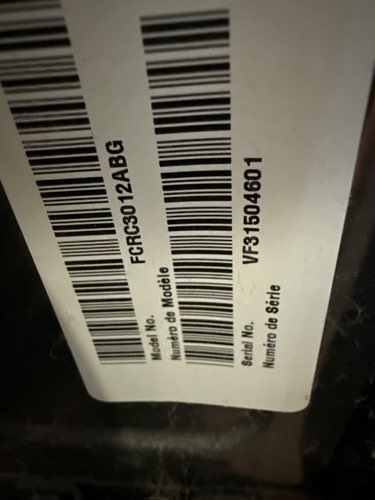 FCRC3012ABG
Model No.
Numéro de Modèle
VF31504601
Serial No.
Numéro de Série